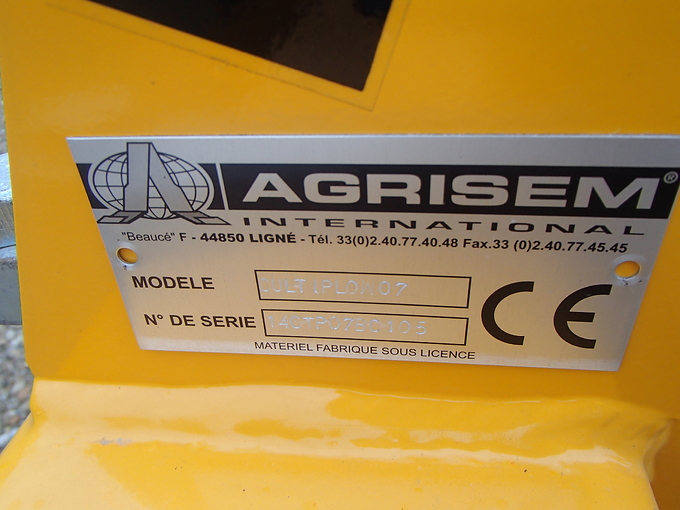 AGRISEM®
INTERNATIONAL
"Beaucé" F - 44850 LIGNÉ - Tél. 33(0)2.40.77.40.48 Fax.33 (0)2.40.77.45.45
MODELE
N° DE SERIE
MATERIEL FABRIQUE SOUS LICENCE
CE